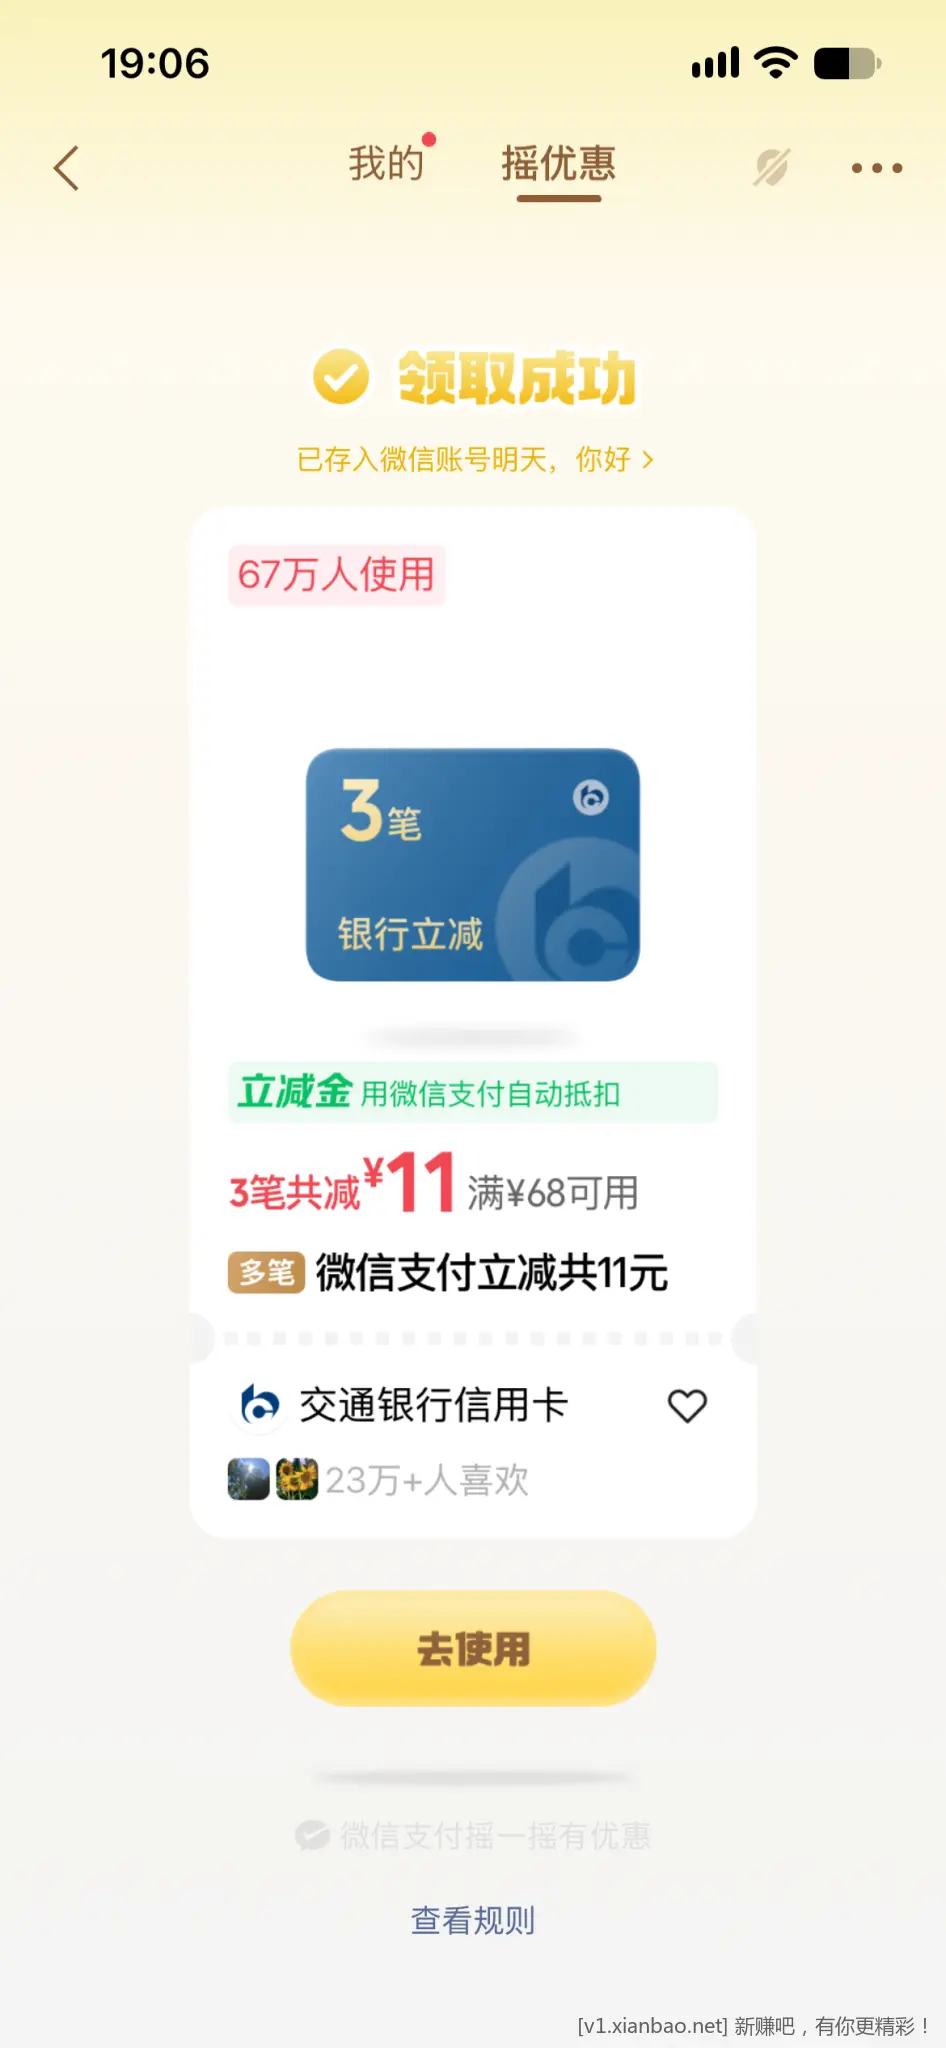 19:06
我的 摇优惠
领取成功
已存入微信账号明天，你好 >
67万人使用
3笔
银行立减
立减金 用微信支付自动抵扣
3笔共减¥11 满¥68可用
多笔 微信支付立减共11元
交通银行信用卡
23万+人喜欢
去使用
微信支付摇一摇有优惠
查看规则
[v1.xianbao.net] 新赚吧，有你更精彩！